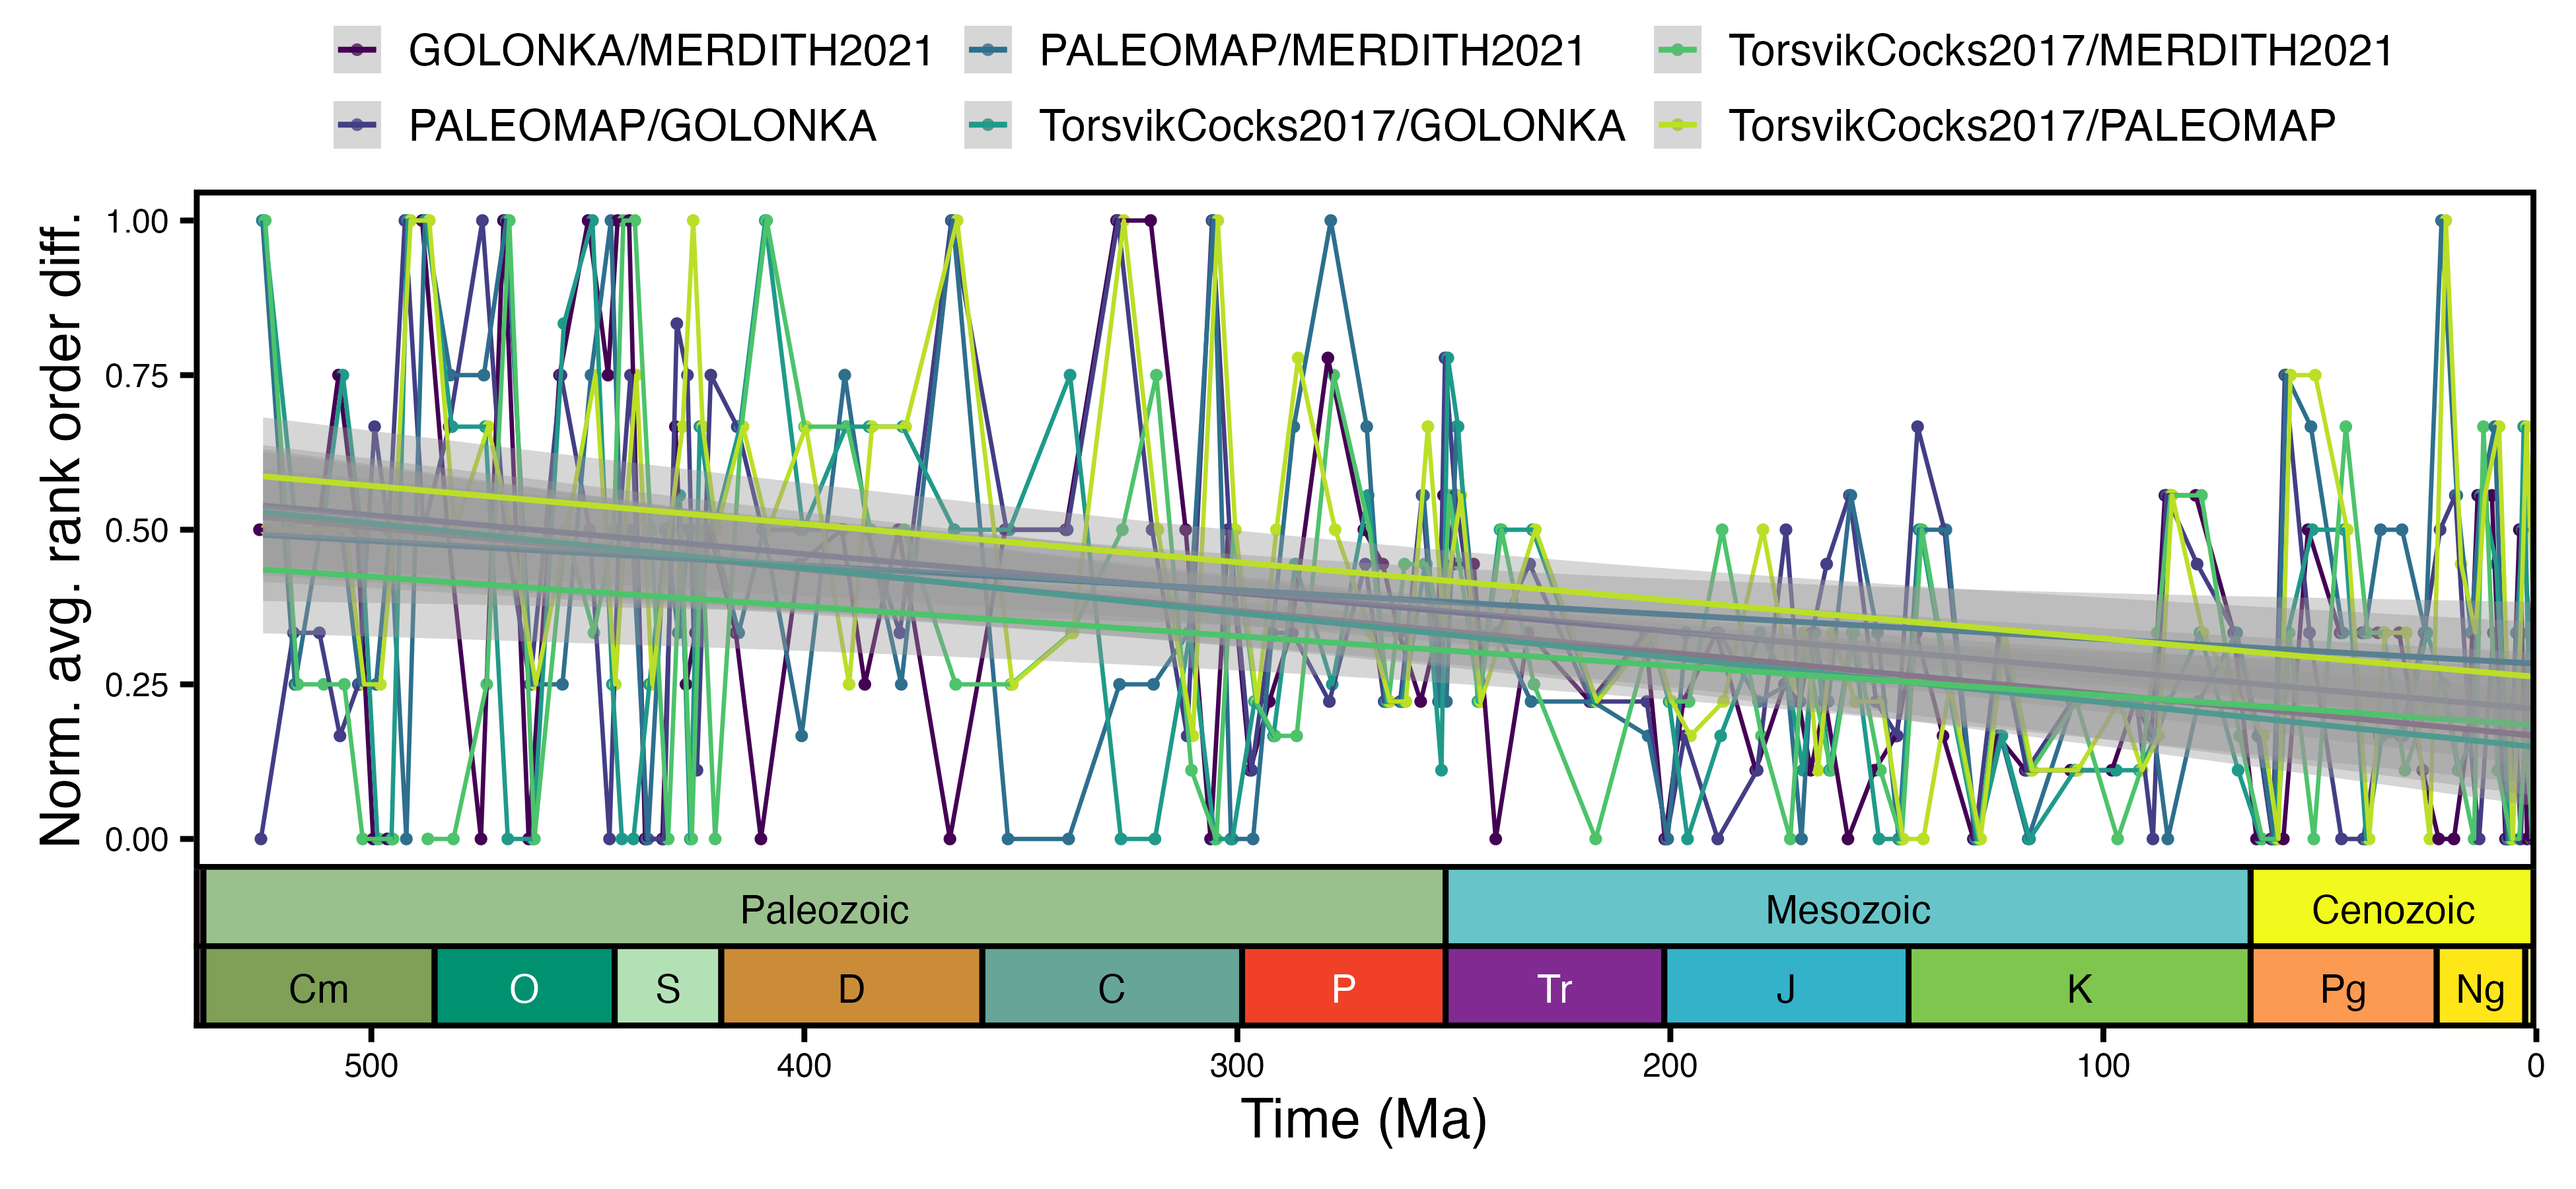 GOLONKA/MERDITH2021 PALEOMAP/MERDITH2021 TorsvikCocks2017/MERDITH2021
PALEOMAP/GOLONKA TorsvikCocks2017/GOLONKA TorsvikCocks2017/PALEOMAP
Norm. avg. rank order diff.
1.00
0.75
0.50
0.25
0.00
Paleozoic Mesozoic Cenozoic
Cm O S D C P Tr J K Pg Ng
500 400 300 200 100 0
Time (Ma)